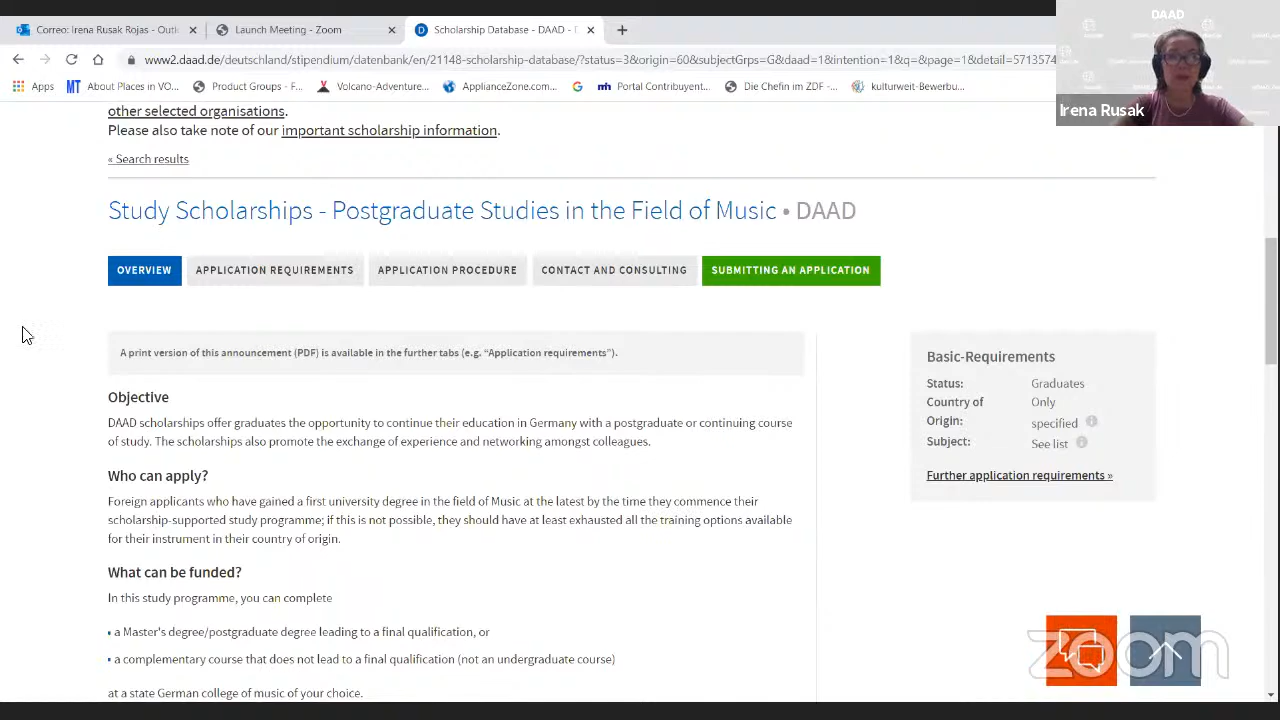 Correo: Irena Rusak Rojas - Outl
Launch Meeting - Zoom
Scholarship Database - DAAD - D
www2.daad.de/deutschland/stipendium/datenbank/en/21148-scholarship-database/?status=3&origin=60&subjectGrps=G&daad=1&intention=1&q=&page=1&detail=5713574
Apps
About Places in VO...
Product Groups - F...
Volcano-Adventure...
ApplianceZone.com...
Portal Contribuyent...
Die Chefin im ZDF -...
kulturweit-Bewerbu...
DAAD
Irena Rusak
other selected organisations.
Please also take note of our important scholarship information.
« Search results
Study Scholarships - Postgraduate Studies in the Field of Music • DAAD
OVERVIEW
APPLICATION REQUIREMENTS
APPLICATION PROCEDURE
CONTACT AND CONSULTING
SUBMITTING AN APPLICATION
A print version of this announcement (PDF) is available in the further tabs (e.g. “Application requirements”).
Objective
DAAD scholarships offer graduates the opportunity to continue their education in Germany with a postgraduate or continuing course
of study. The scholarships also promote the exchange of experience and networking amongst colleagues.
Who can apply?
Foreign applicants who have gained a first university degree in the field of Music at the latest by the time they commence their
scholarship-supported study programme; if this is not possible, they should have at least exhausted all the training options available
for their instrument in their country of origin.
What can be funded?
In this study programme, you can complete
▪ a Master's degree/postgraduate degree leading to a final qualification, or
▪ a complementary course that does not lead to a final qualification (not an undergraduate course)
at a state German college of music of your choice.
Basic-Requirements
Status: Graduates
Country of Only
Origin: specified
Subject: See list
Further application requirements »
zoom